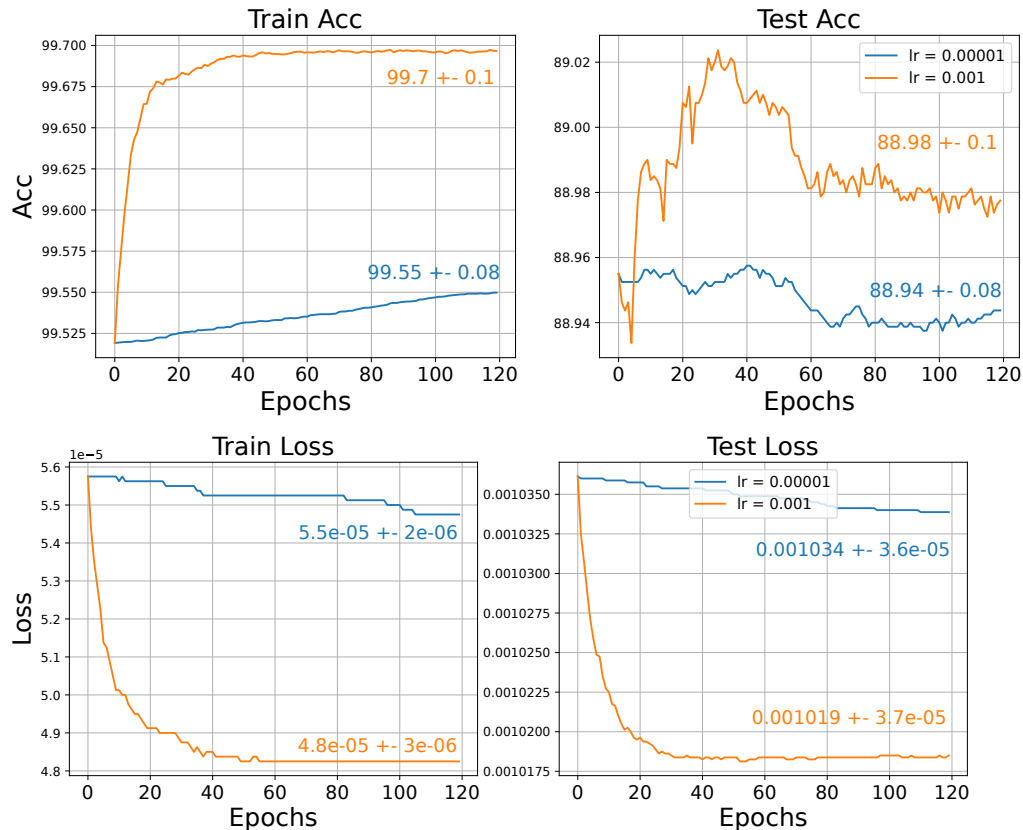 Train Acc
Acc
99.700
99.675
99.650
99.625
99.600
99.575
99.550
99.525
99.7 +- 0.1
99.55 +- 0.08
0 20 40 60 80 100 120
Epochs
Test Acc
89.02
89.00
88.98
88.96
88.94
lr = 0.00001
lr = 0.001
88.98 +- 0.1
88.94 +- 0.08
0 20 40 60 80 100 120
Epochs
Train Loss
1e−5
Loss
5.6
5.5
5.4
5.3
5.2
5.1
5.0
4.9
4.8
5.5e-05 +- 2e-06
4.8e-05 +- 3e-06
0 20 40 60 80 100 120
Epochs
Test Loss
0.0010350
0.0010325
0.0010300
0.0010275
0.0010250
0.0010225
0.0010200
0.0010175
lr = 0.00001
lr = 0.001
0.001034 +- 3.6e-05
0.001019 +- 3.7e-05
0 20 40 60 80 100 120
Epochs